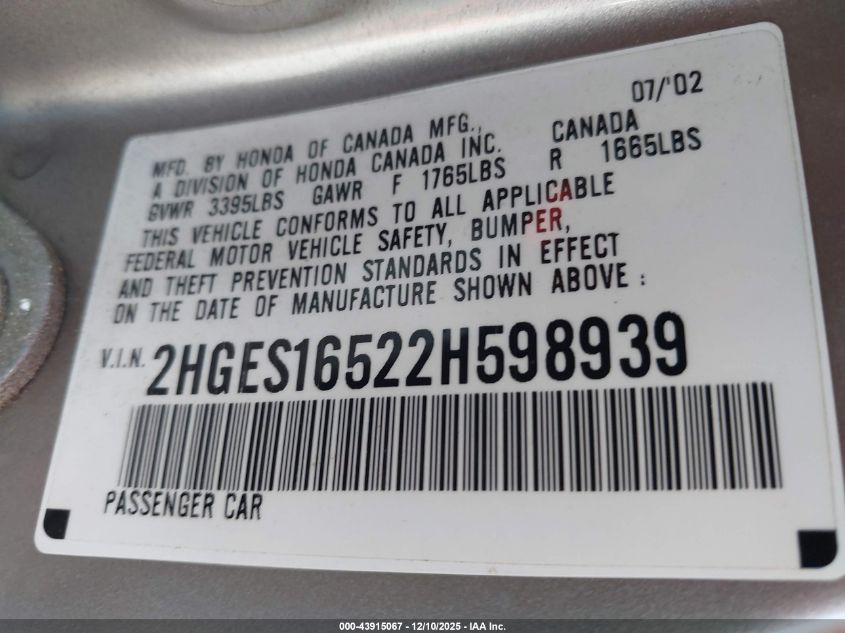 07/'02
MFD. BY HONDA OF CANADA MFG., CANADA
A DIVISION OF HONDA CANADA INC.
GVWR 3395LBS GAWR F 1765LBS R 1665LBS
THIS VEHICLE CONFORMS TO ALL APPLICABLE
FEDERAL MOTOR VEHICLE SAFETY, BUMPER,
AND THEFT PREVENTION STANDARDS IN EFFECT
ON THE DATE OF MANUFACTURE SHOWN ABOVE :
V.I.N. 2HGES16522H598939
PASSENGER CAR
000-43915067 - 12/10/2025 - IAA Inc.